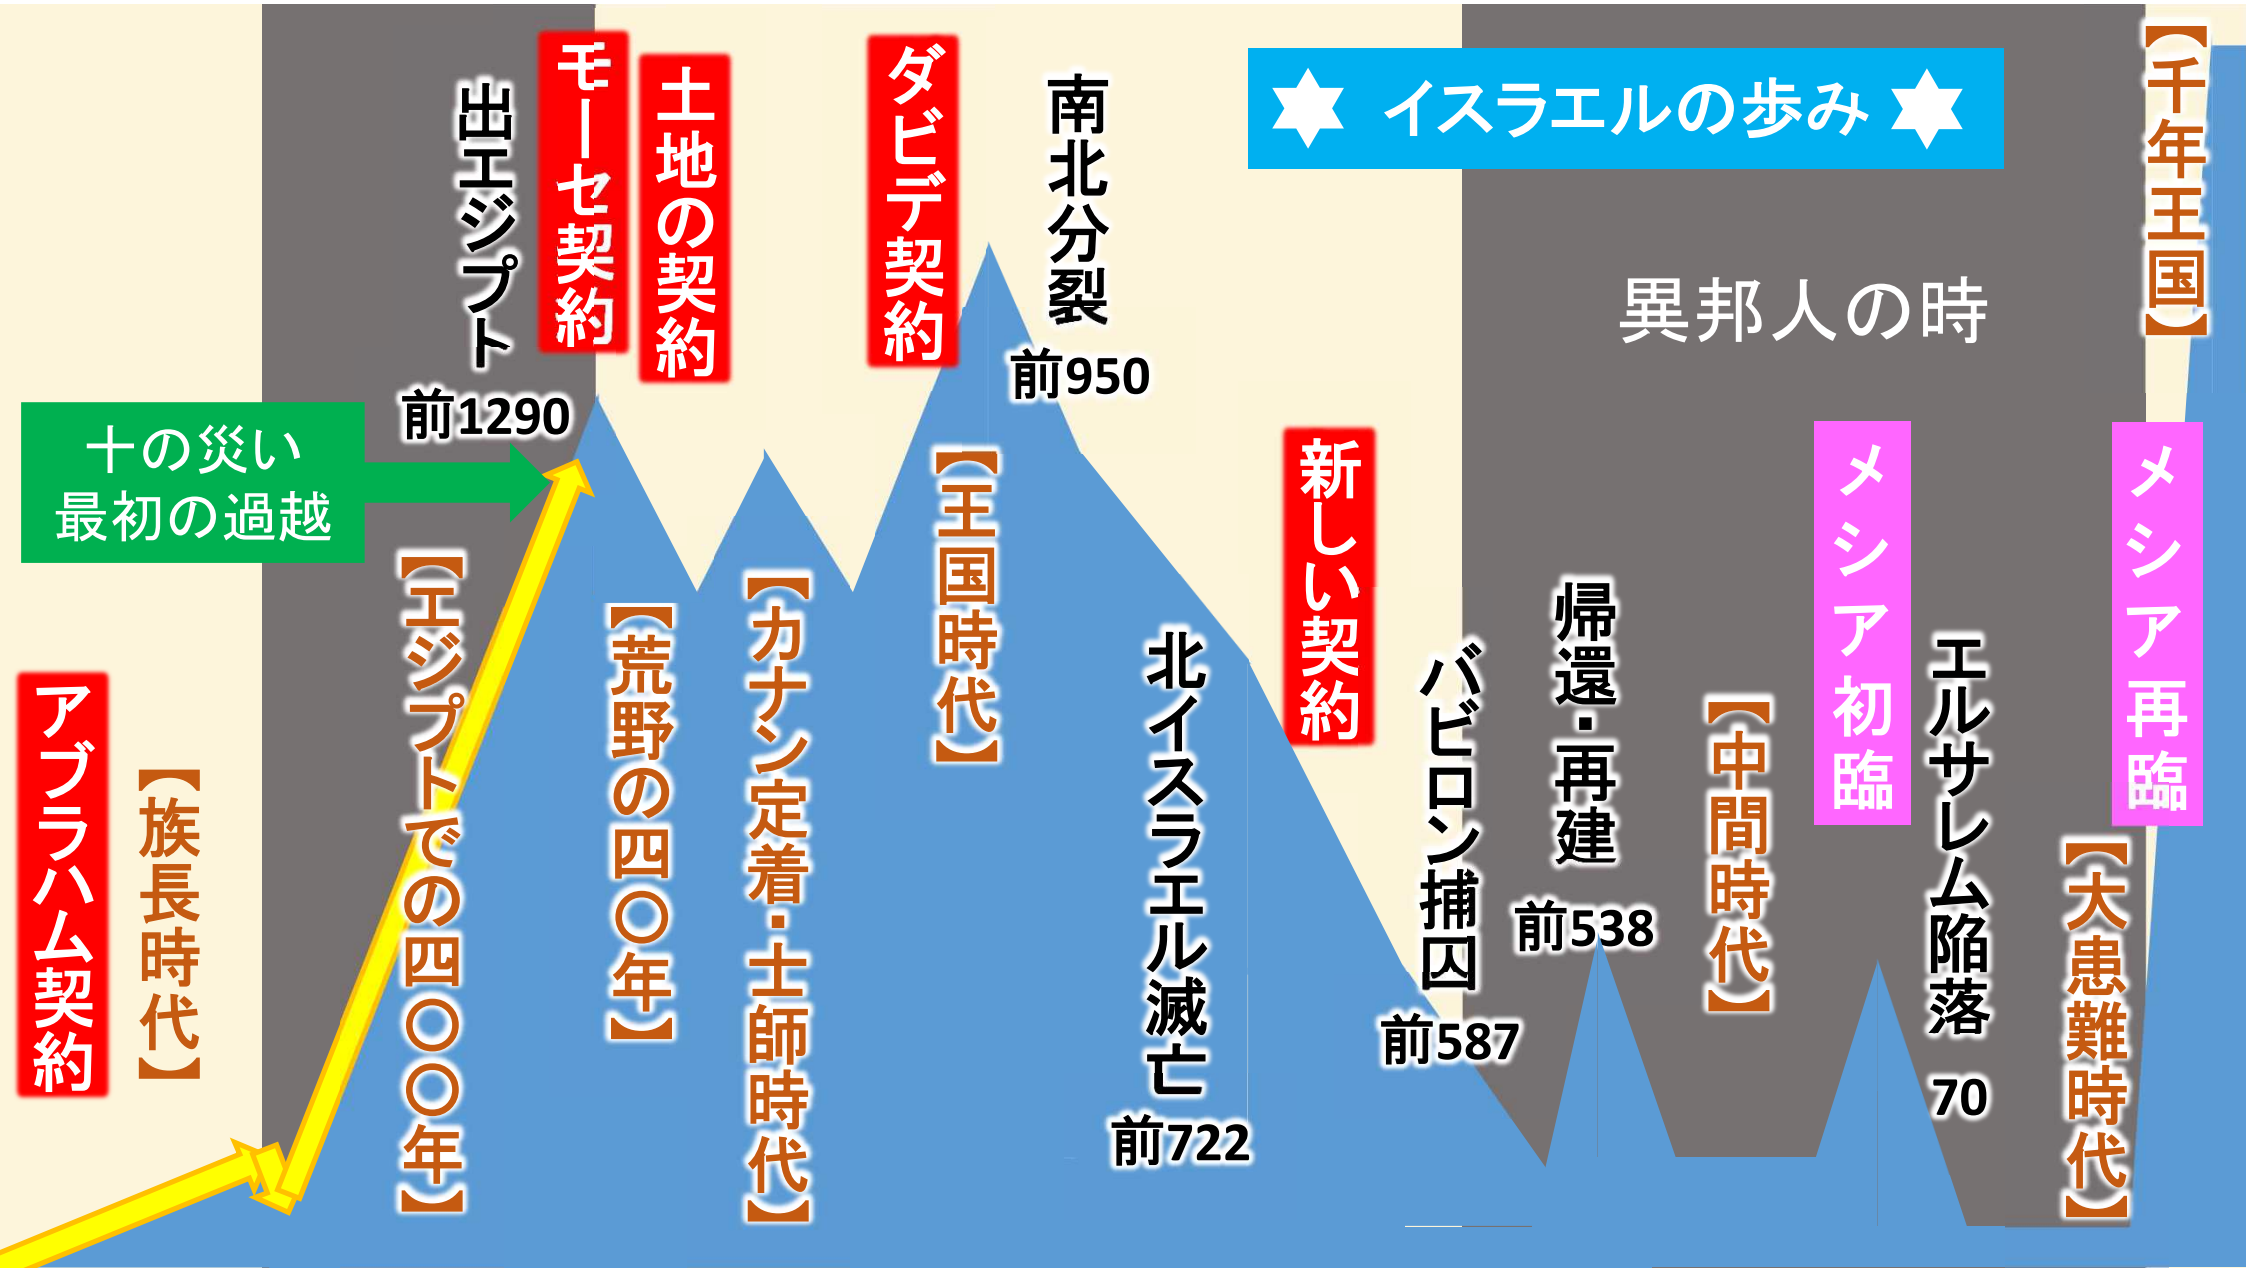 イスラエルの歩み
アブラハム契約
【族長時代】
十の災い
最初の過越
【エジプトでの四〇〇年】
出エジプト
前1290
モーセ契約
土地の契約
【荒野の四〇年】
【カナン定着・士師時代】
ダビデ契約
【王国時代】
南北分裂
前950
北イスラエル滅亡
前722
新しい契約
バビロン捕囚
前587
異邦人の時
帰還・再建
前538
【中間時代】
メシア初臨
エルサレム陥落
70
【大患難時代】
メシア再臨
【千年王国】